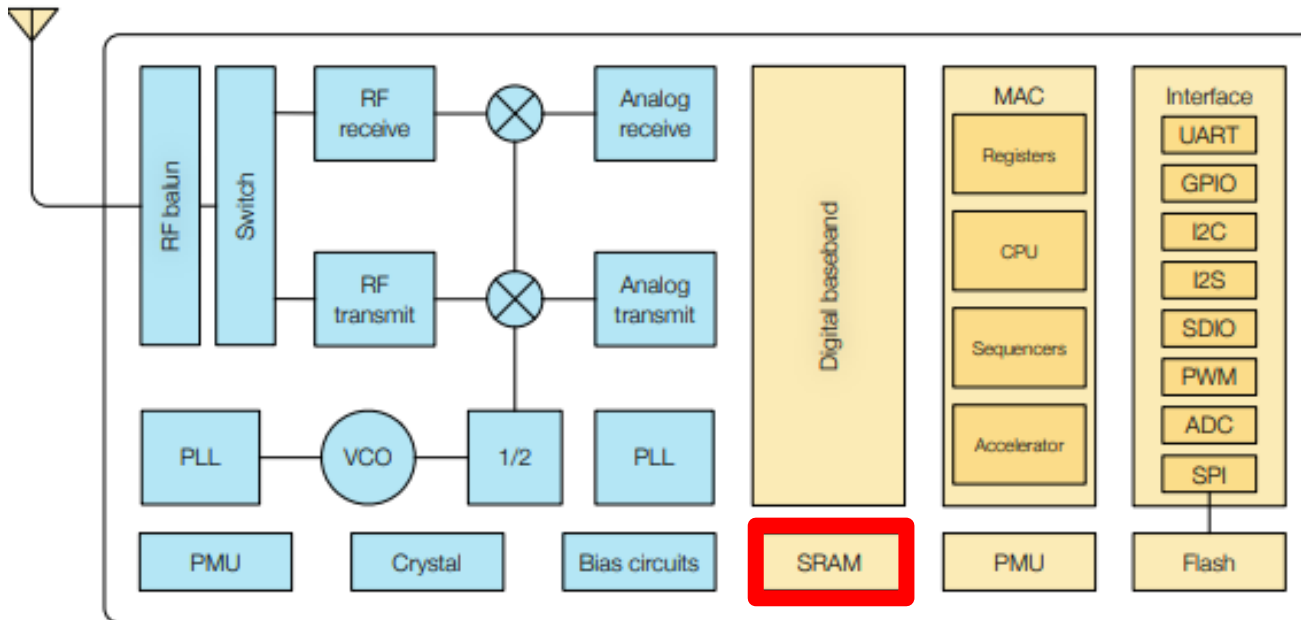 RF balun
Switch
RF
receive
Analog
receive
RF
transmit
Analog
transmit
PLL
VCO
1/2
PLL
PMU
Crystal
Bias circuits
Digital baseband
SRAM
MAC
Registers
CPU
Sequencers
Accelerator
PMU
Interface
UART
GPIO
I2C
I2S
SDIO
PWM
ADC
SPI
Flash